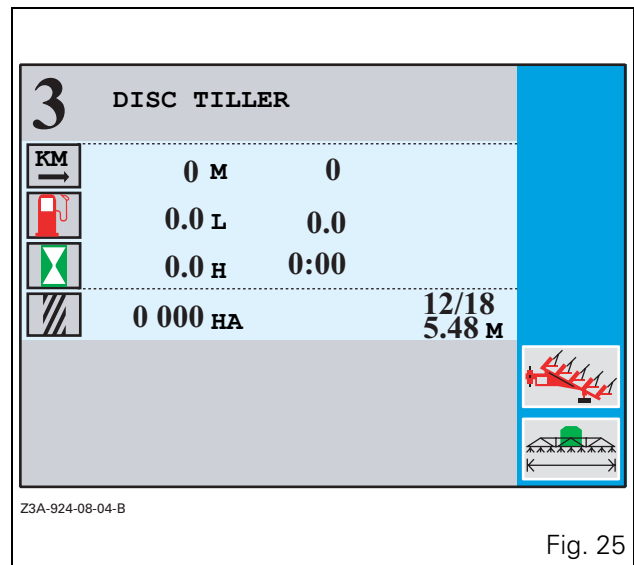 3 DISC TILLER
KM 0 M 0
0.0 L 0.0
0.0 H 0:00
0 000 HA 12/18
5.48 M
Z3A-924-08-04-B
Fig. 25